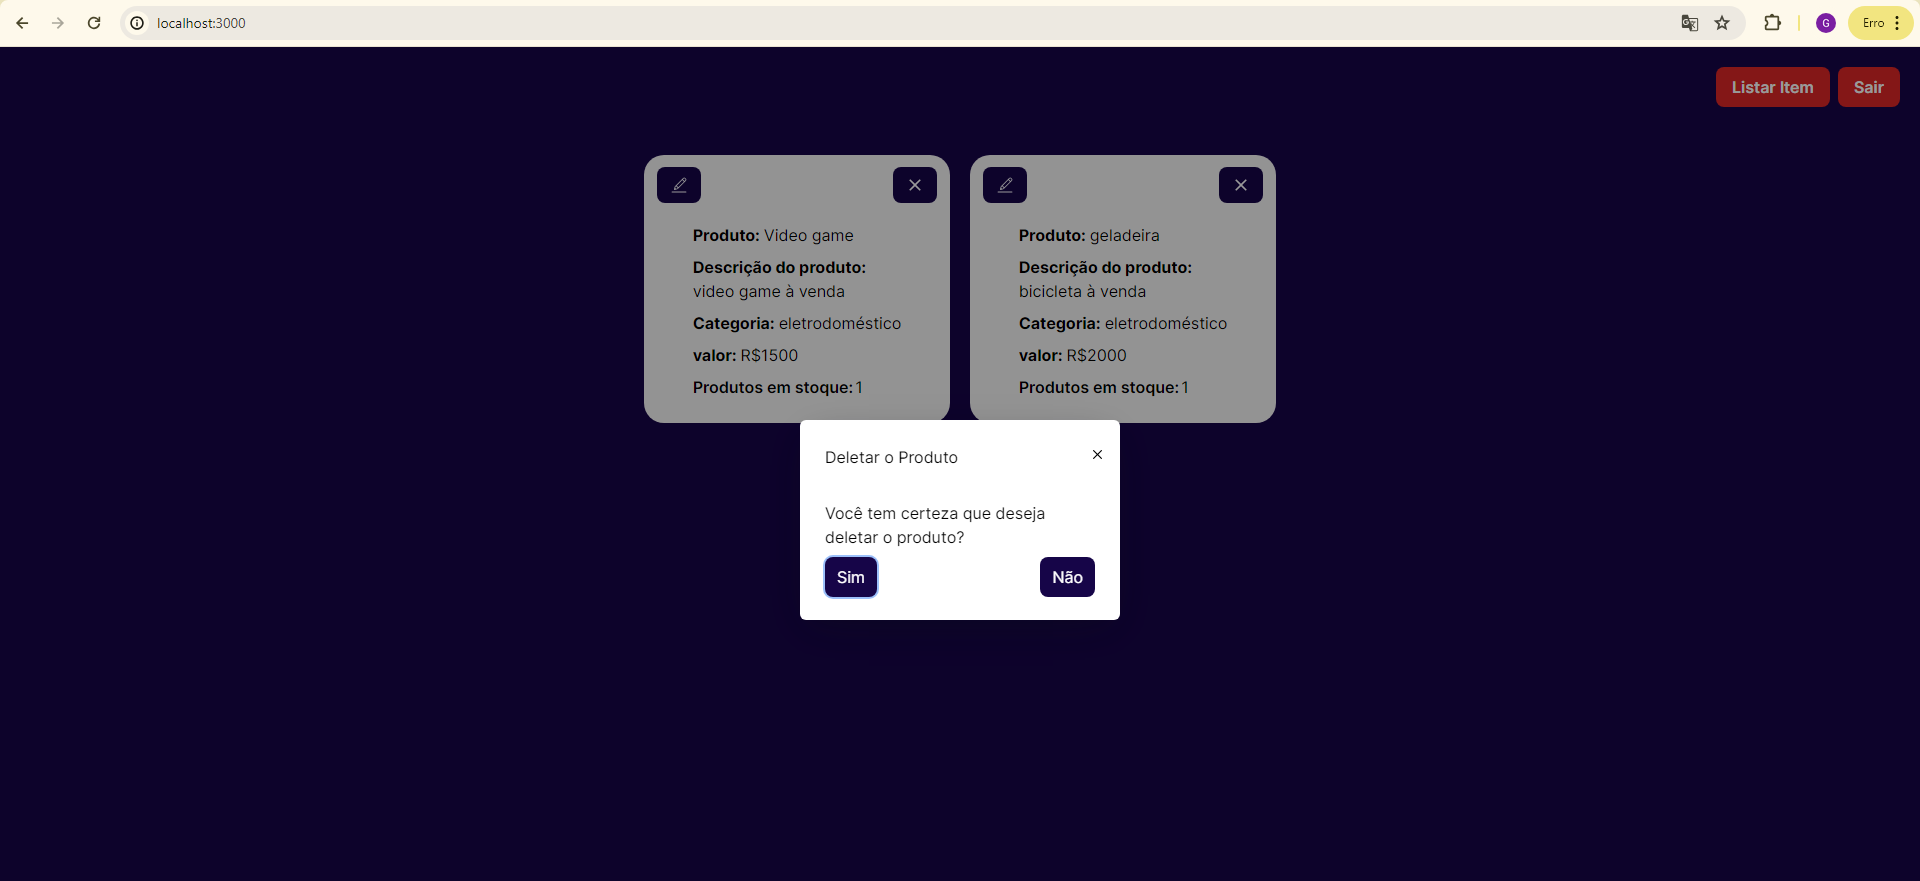 localhost:3000
G
Erro
Listar Item
Sair
Produto: Video game
Descrição do produto:
video game à venda
Categoria: eletrodoméstico
valor: R$1500
Produtos em stoque: 1
Produto: geladeira
Descrição do produto:
bicicleta à venda
Categoria: eletrodoméstico
valor: R$2000
Produtos em stoque: 1
Deletar o Produto
Você tem certeza que deseja
deletar o produto?
Sim
Não